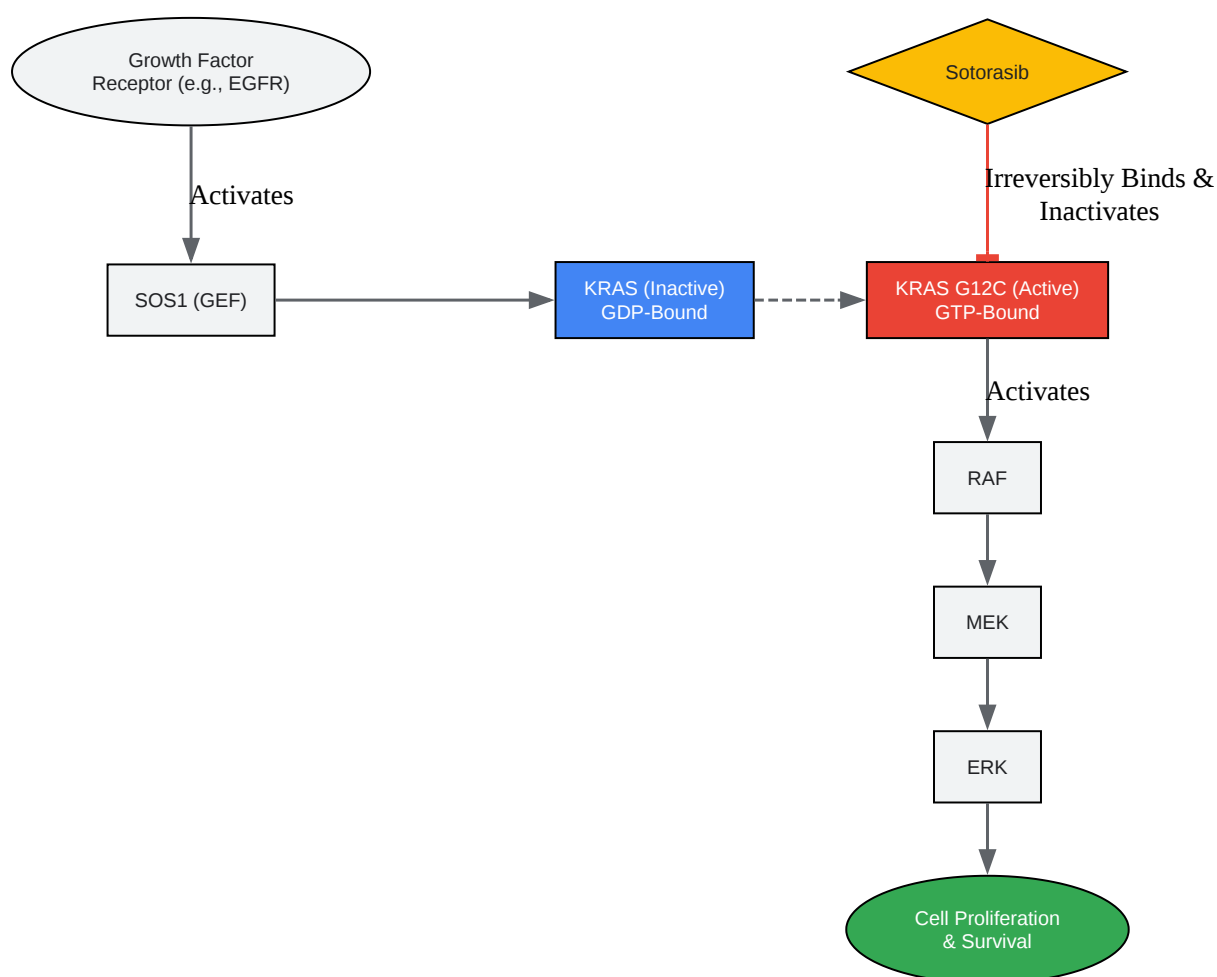 Growth Factor
Receptor (e.g., EGFR)
Sotorasib
Activates
Irreversibly Binds &
Inactivates
SOS1 (GEF)
KRAS (Inactive)
GDP-Bound
KRAS G12C (Active)
GTP-Bound
Activates
RAF
MEK
ERK
Cell Proliferation
& Survival